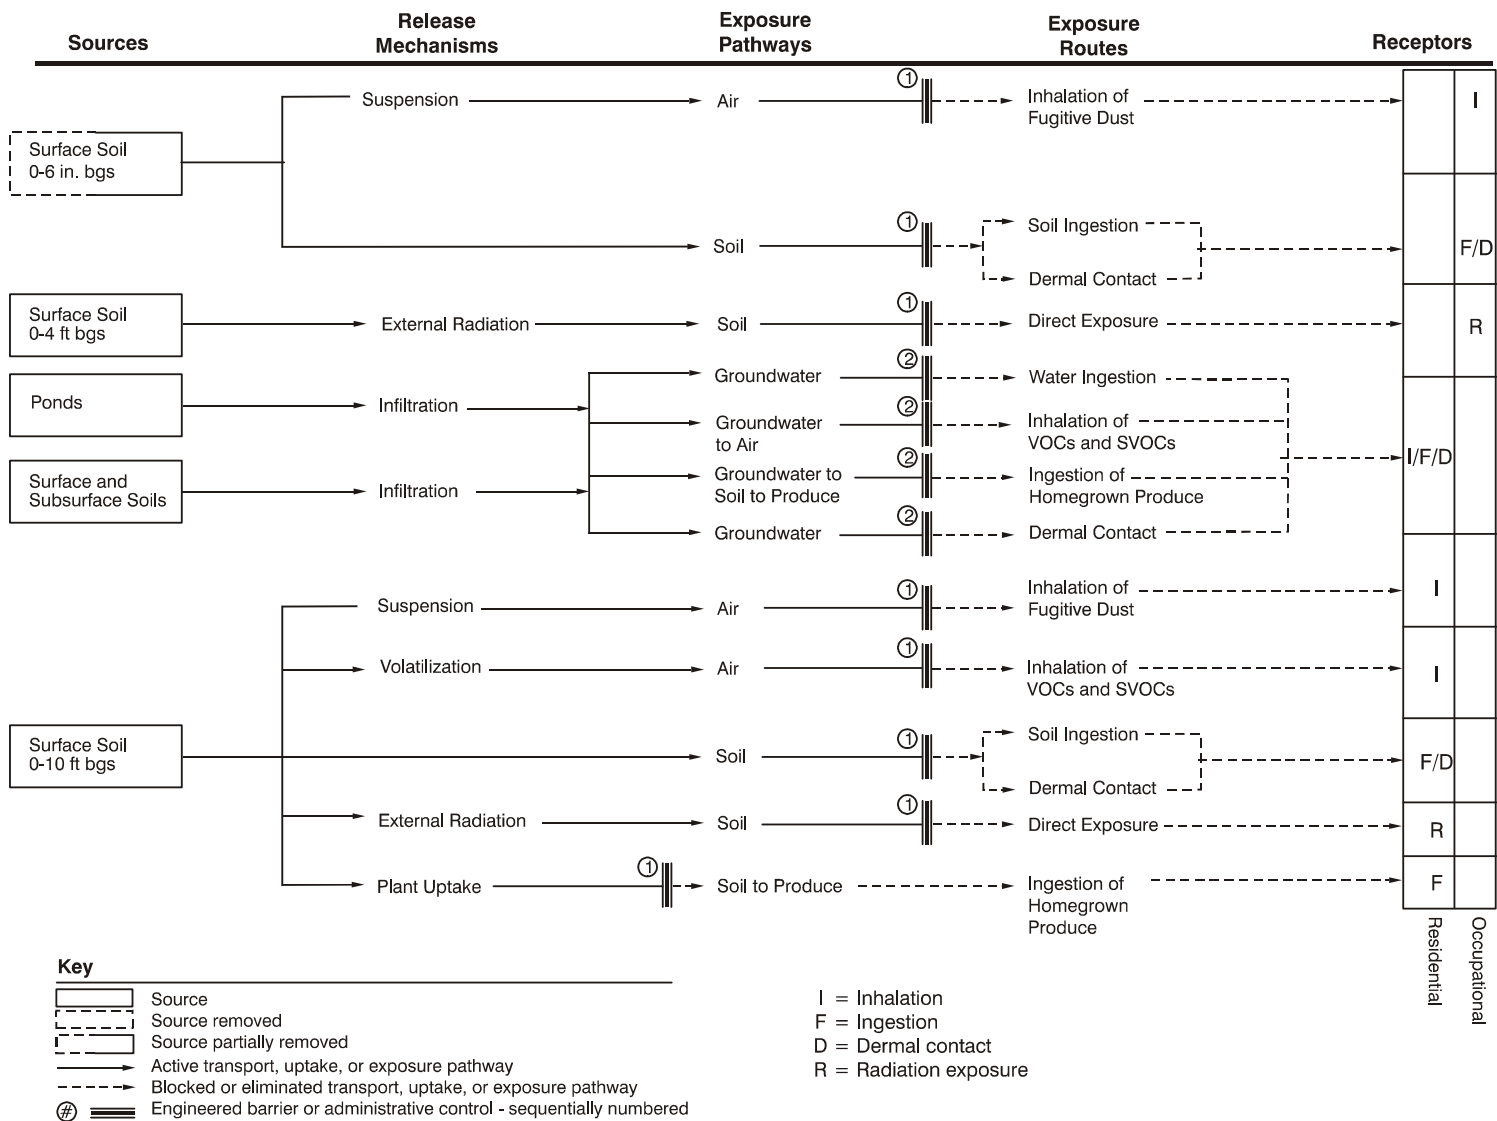 Sources
Release
Mechanisms
Exposure
Pathways
Exposure
Routes
Receptors
Surface Soil
0-6 in. bgs
Suspension
Air
1
Inhalation of
Fugitive Dust
I
Soil
1
Soil Ingestion
Dermal Contact
F/D
Surface Soil
0-4 ft bgs
External Radiation
Soil
1
Direct Exposure
R
Ponds
Infiltration
Groundwater
2
Water Ingestion
Groundwater
to Air
2
Inhalation of
VOCs and SVOCs
I/F/D
Surface and
Subsurface Soils
Infiltration
Groundwater to
Soil to Produce
2
Ingestion of
Homegrown Produce
Groundwater
2
Dermal Contact
Surface Soil
0-10 ft bgs
Suspension
Air
1
Inhalation of
Fugitive Dust
I
Volatilization
Air
1
Inhalation of
VOCs and SVOCs
I
Soil
1
Soil Ingestion
Dermal Contact
F/D
External Radiation
Soil
1
Direct Exposure
R
Plant Uptake
1
Soil to Produce
Ingestion of
Homegrown
Produce
F
Residential
Occupational
Key
Source
Source removed
Source partially removed
Active transport, uptake, or exposure pathway
Blocked or eliminated transport, uptake, or exposure pathway
# Engineered barrier or administrative control - sequentially numbered
I = Inhalation
F = Ingestion
D = Dermal contact
R = Radiation exposure